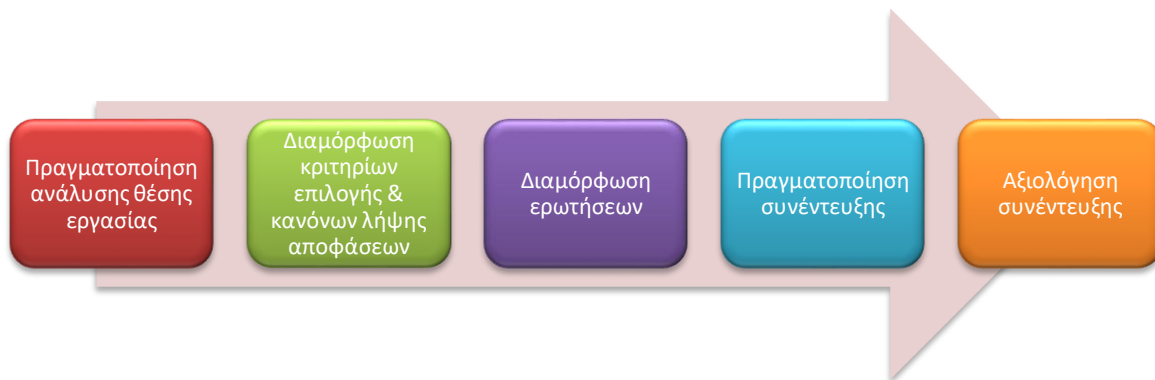 Πραγματοποίηση
ανάλυσης θέσης
εργασίας
Διαμόρφωση
κριτηρίων
επιλογής &
κανόνων λήψης
αποφάσεων
Διαμόρφωση
ερωτήσεων
Πραγματοποίηση
συνέντευξης
Αξιολόγηση
συνέντευξης